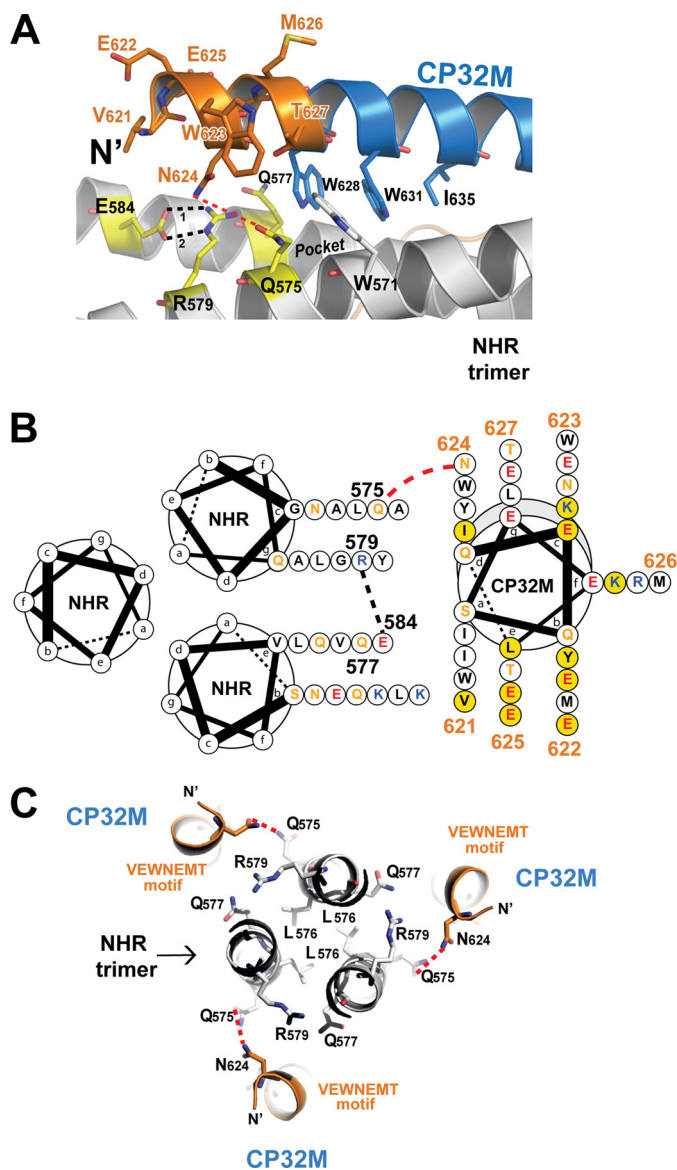 A
M626
E622
E625
CP32M
V621
T627
W623
N'
N624
Q577
W628
W631
I635
E584
1
2
Pocket
Q575
W571
R579
NHR
trimer
B
624
627
623
N T W
W E E
Y L N
I E K
Q E
575
G N A L Q A
579
Q A L G R Y
584
V L Q V Q E
577
S N E Q K L K
NHR
NHR
NHR
CP32M
E K R M
626
S L Q
I T Y
I E E
W E M
V E
621
625
622
a b c d e f g
a b c d e f g
a b c d e f g
a b c d e f g
C
N'
CP32M
Q575
VEWNEMT
motif
R579
VEWNEMT
motif
Q577
CP32M
Q577
L576
R579
N'
NHR
trimer
L576
N624
Q575
Q575
R579
Q577
N624
VEWNEMT
motif
N'
CP32M